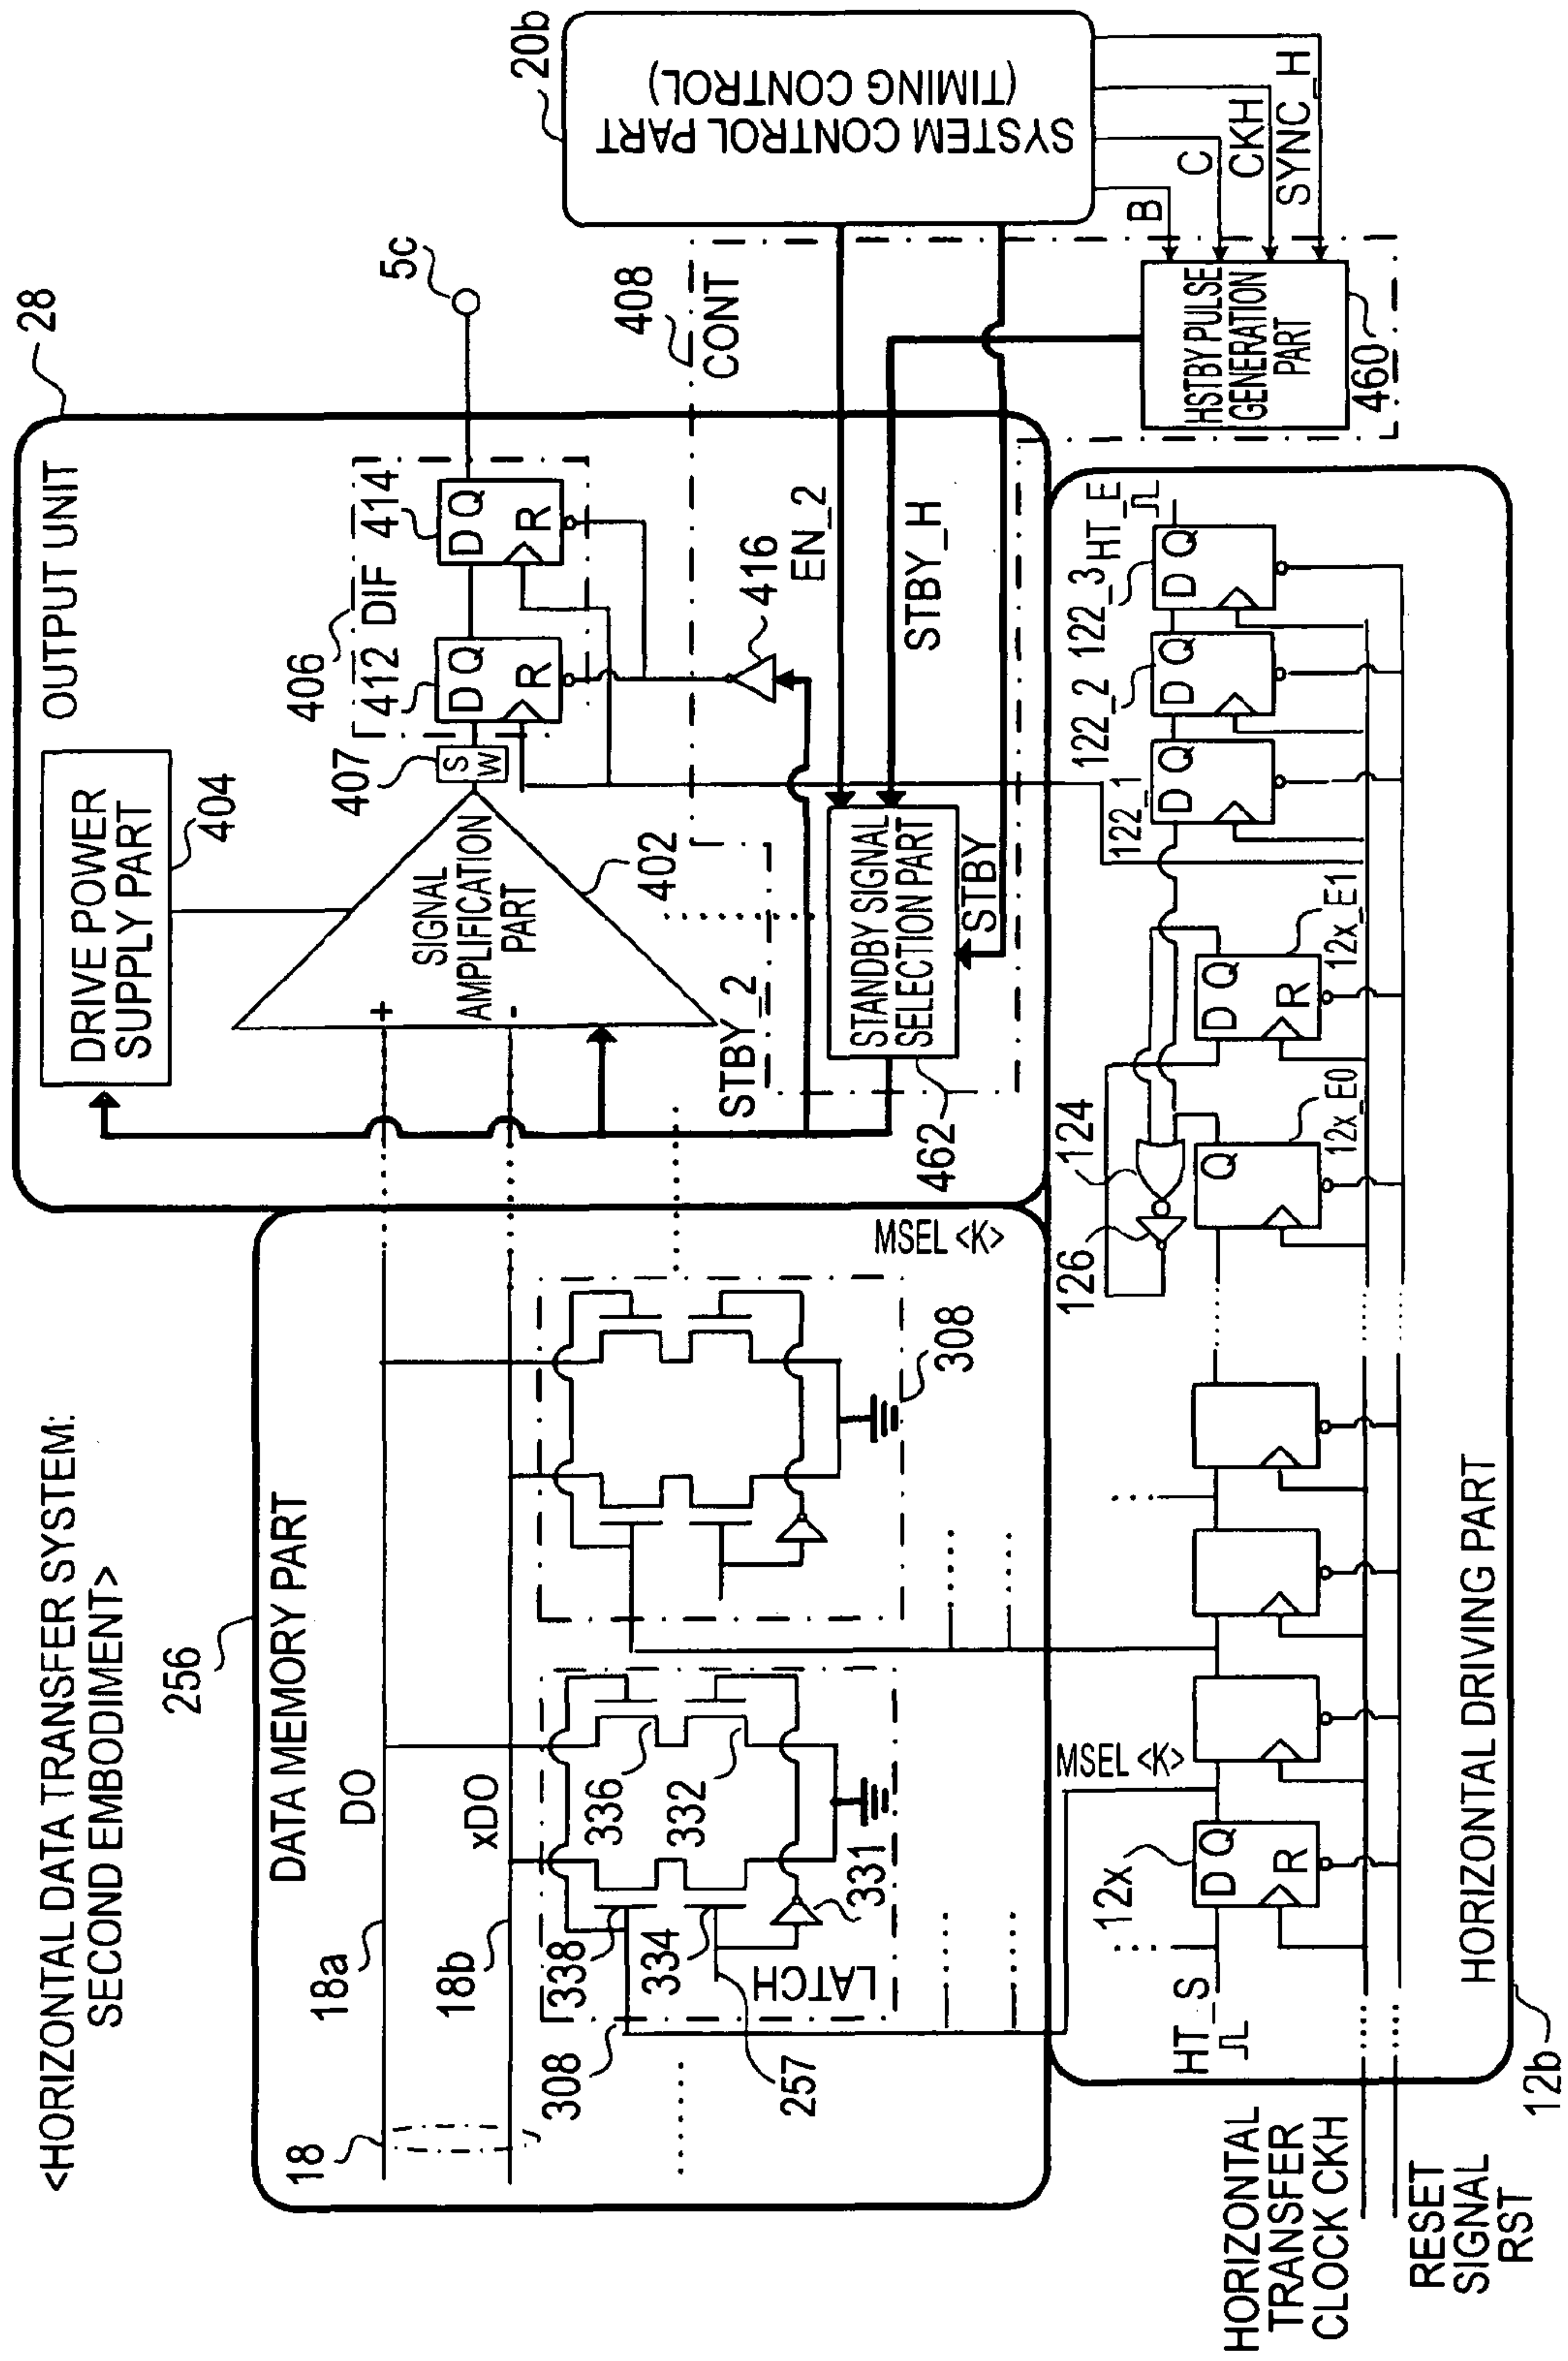 <HORIZONTAL DATA TRANSFER SYSTEM:
SECOND EMBODIMENT>
256
DATA MEMORY PART
18
18a
DO
18b
xDO
308
338
336
334
332
331
257
LATCH
308
MSEL <K>
28
OUTPUT UNIT
DRIVE POWER
SUPPLY PART
404
+
-
SIGNAL
AMPLIFICATION
PART
402
407
S
W
406
DIF
412
D Q
R
414
D Q
R
5c
416
408
CONT
STBY_2
EN_2
STBY_H
STBY
STANDBY SIGNAL
SELECTION PART
462
20b
SYSTEM CONTROL PART
(TIMING CONTROL)
B
C
CKH
SYNC_H
HSTBY PULSE
GENERATION
PART
460
HORIZONTAL
TRANSFER
CLOCK CKH
RESET
SIGNAL
RST
HT_S
12x
D Q
R
MSEL <K>
126
124
Q
12x_E0
D Q
R
12x_E1
122_1
D Q
122_2
D Q
122_3
D Q
HT_E
HORIZONTAL DRIVING PART
12b